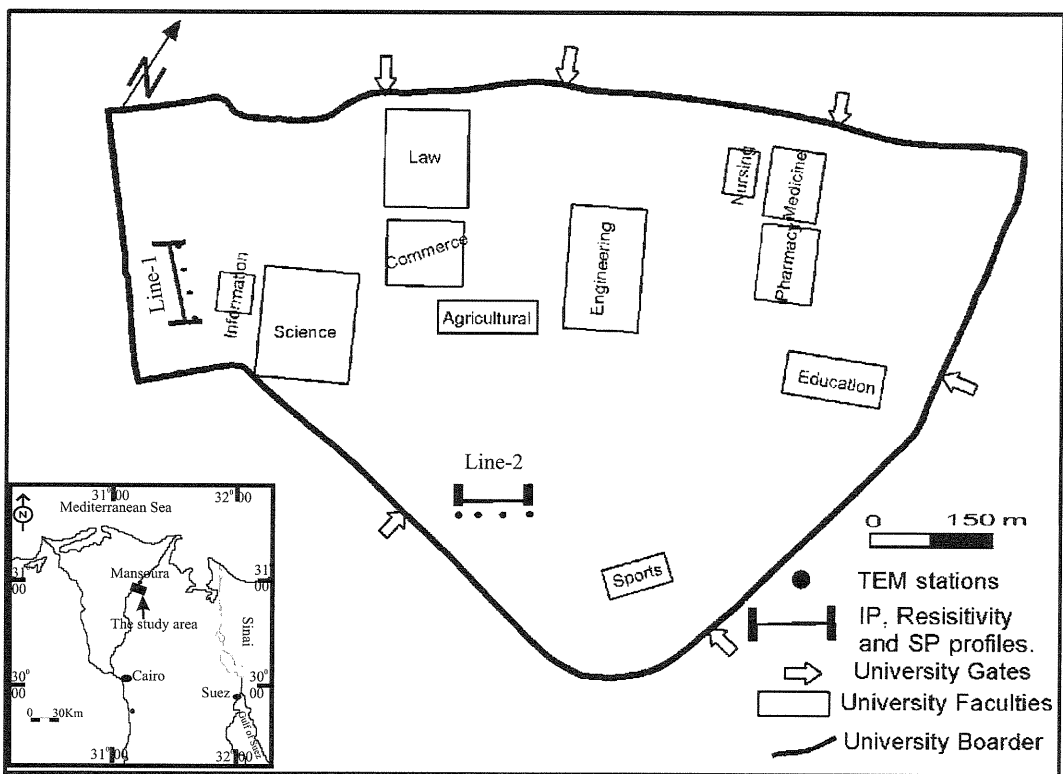 N
Law
Nursing
Medicine
Commerce
Engineering
Pharmacy
Line-1
Information
Science
Agricultural
Education
Line-2
Sports
0 150 m
TEM stations
IP, Resisitivity
and SP profiles.
University Gates
University Faculties
University Boarder
31°00
32°00
N
Mediterranean Sea
31
00
Mansoura
31°
00
The study area
Sinai
30°
00
Cairo
30°
00
Suez
0 30Km
Gulf of Suez
31°00
32°00